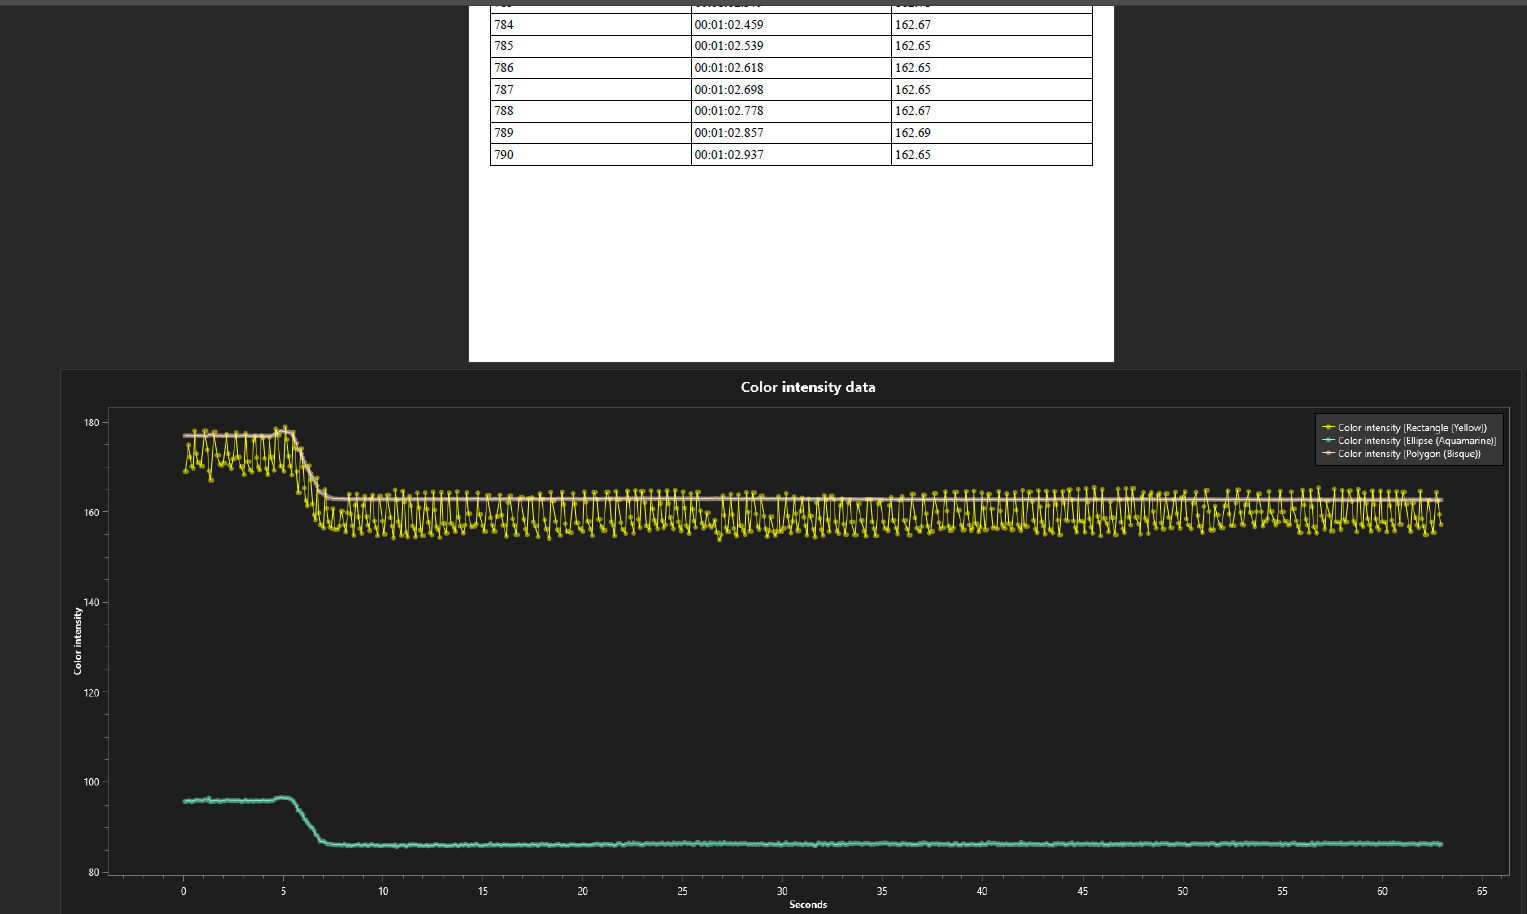 784 00:01:02.459 162.67
785 00:01:02.539 162.65
786 00:01:02.618 162.65
787 00:01:02.698 162.65
788 00:01:02.778 162.67
789 00:01:02.857 162.69
790 00:01:02.937 162.65
Color intensity data
Color intensity (Rectangle (Yellow))
Color intensity (Ellipse (Aquamarine))
Color intensity (Polygon (Bisque))
180
160
140
120
100
80
Color intensity
0 5 10 15 20 25 30 35 40 45 50 55 60 65
Seconds